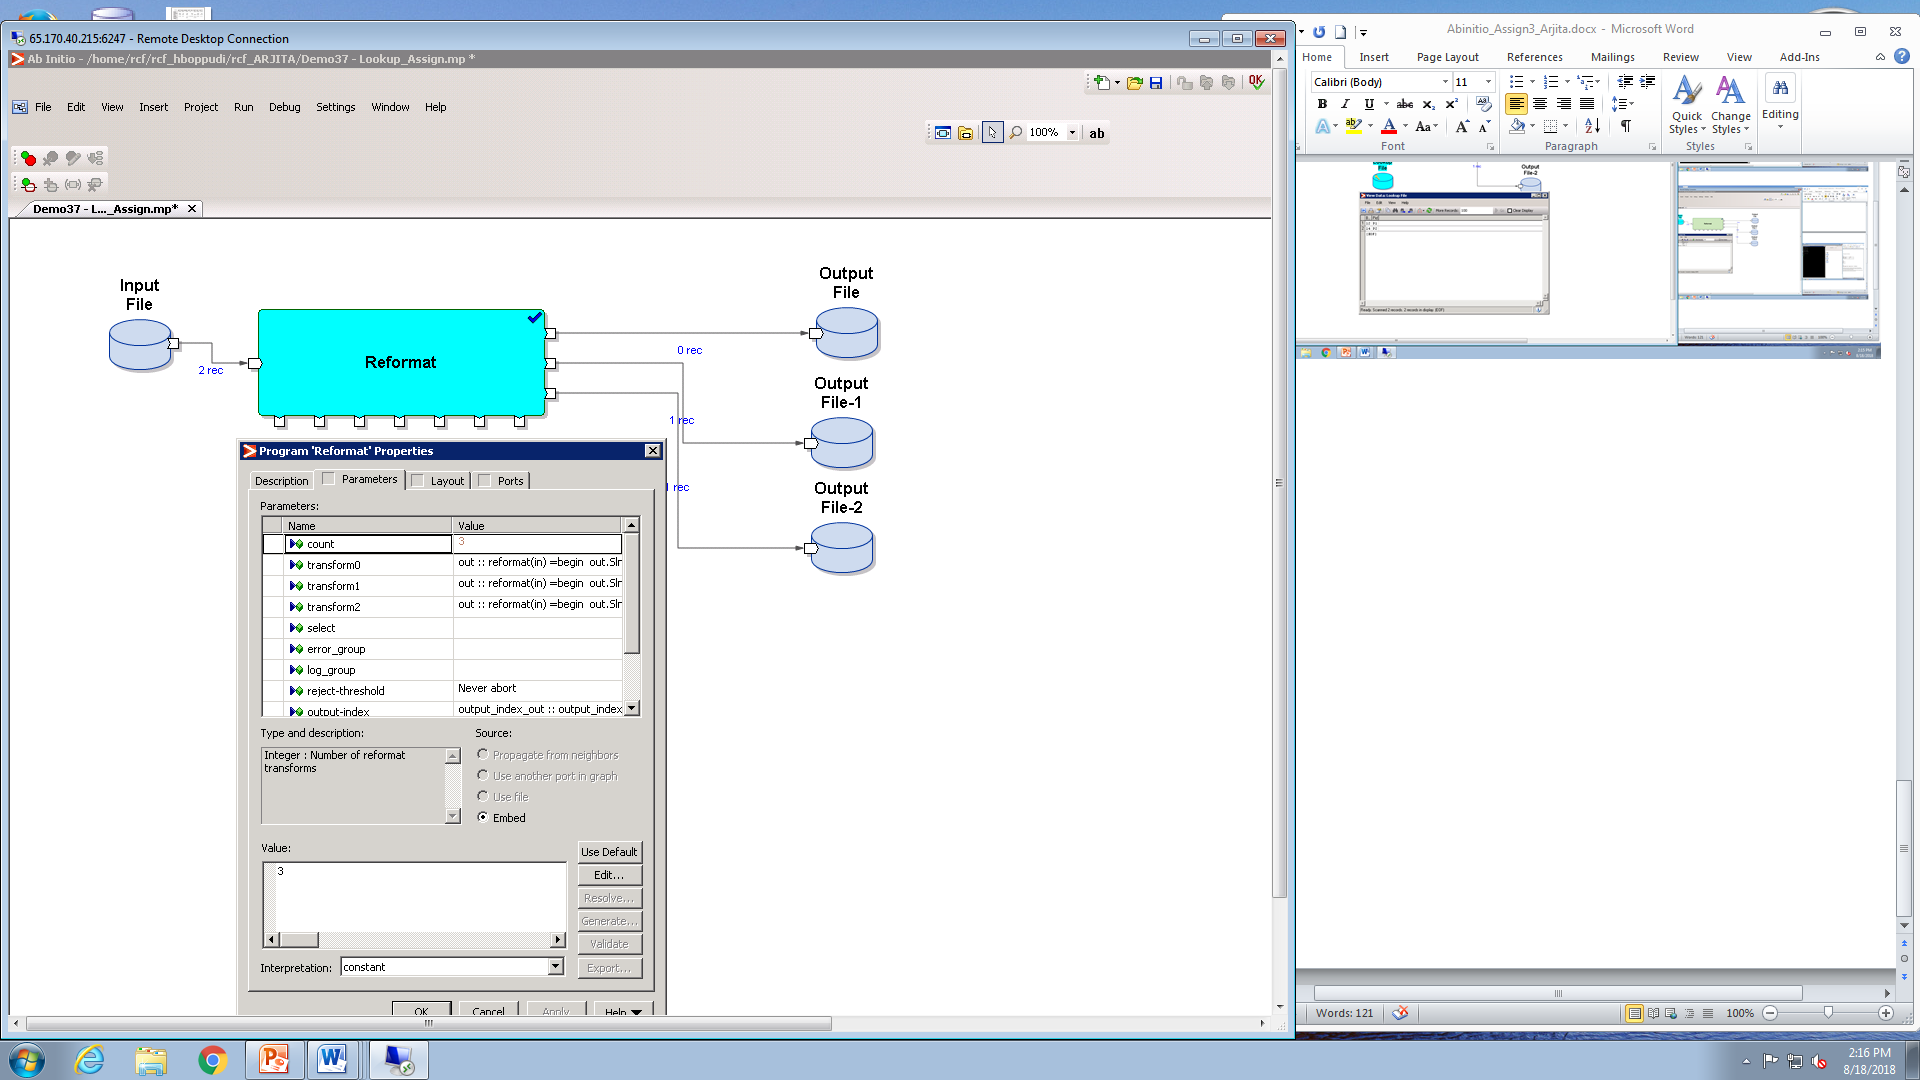 65.170.40.215:6247 - Remote Desktop Connection
Ab Initio - /home/rcf/rcf_hboppudi/rcf_ARJITA/Demo37 - Lookup_Assign.mp *
File Edit View Insert Project Run Debug Settings Window Help
100% ab
Demo37 - L..._Assign.mp*
Input
File
2 rec
Reformat
0 rec
1 rec
rec
Output
File
Output
File-1
Output
File-2
Program 'Reformat' Properties
Description Parameters Layout Ports
Parameters:
Name Value
count 3
transform0 out :: reformat(in) =begin out.Slr
transform1 out :: reformat(in) =begin out.Slr
transform2 out :: reformat(in) =begin out.Slr
select
error_group
log_group
reject-threshold Never abort
output-index output_index_out :: output_index
Type and description:
Integer : Number of reformat
transforms
Source:
Propagate from neighbors
Use another port in graph
Use file
Embed
Value:
3
Use Default
Edit...
Resolve...
Generate...
Validate
Export...
Interpretation: constant
OK Cancel Apply Help
Abinitio_Assign3_Arjita.docx - Microsoft Word
Home Insert Page Layout References Mailings Review View Add-Ins
Calibri (Body) 11
B I U abc x₂ x²
Aa
Quick
Styles
Change
Styles
Editing
Font Paragraph Styles
Output
File-2
Words: 121 100%
2:16 PM
8/18/2018